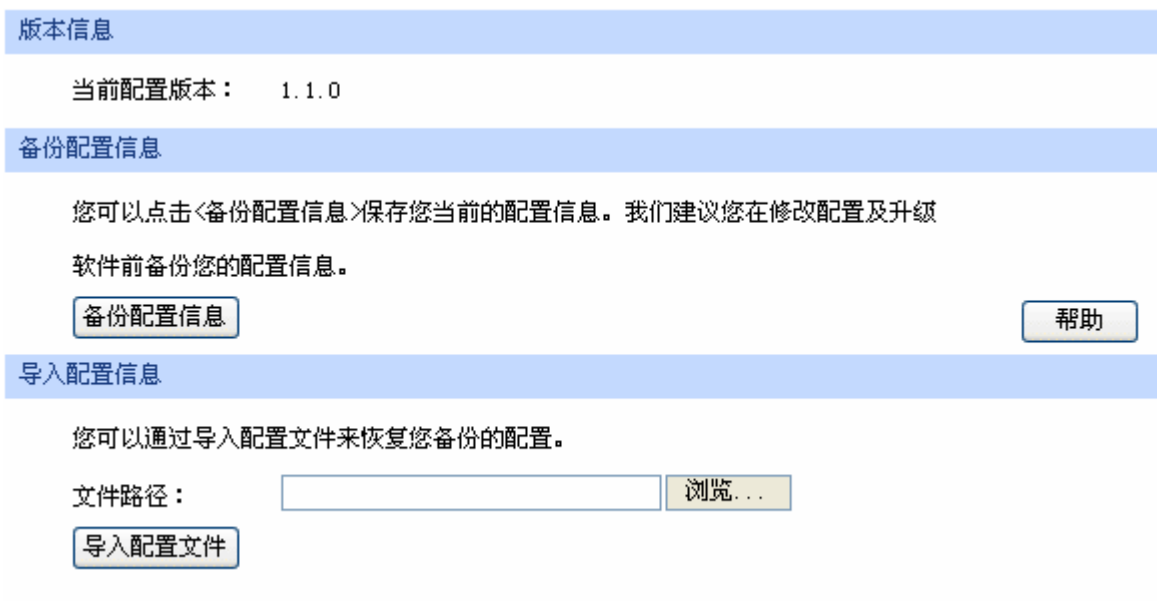 版本信息
当前配置版本： 1.1.0
备份配置信息
您可以点击<备份配置信息>保存您当前的配置信息。我们建议您在修改配置及升级
软件前备份您的配置信息。
备份配置信息 帮助
导入配置信息
您可以通过导入配置文件来恢复您备份的配置。
文件路径： 浏览...
导入配置文件